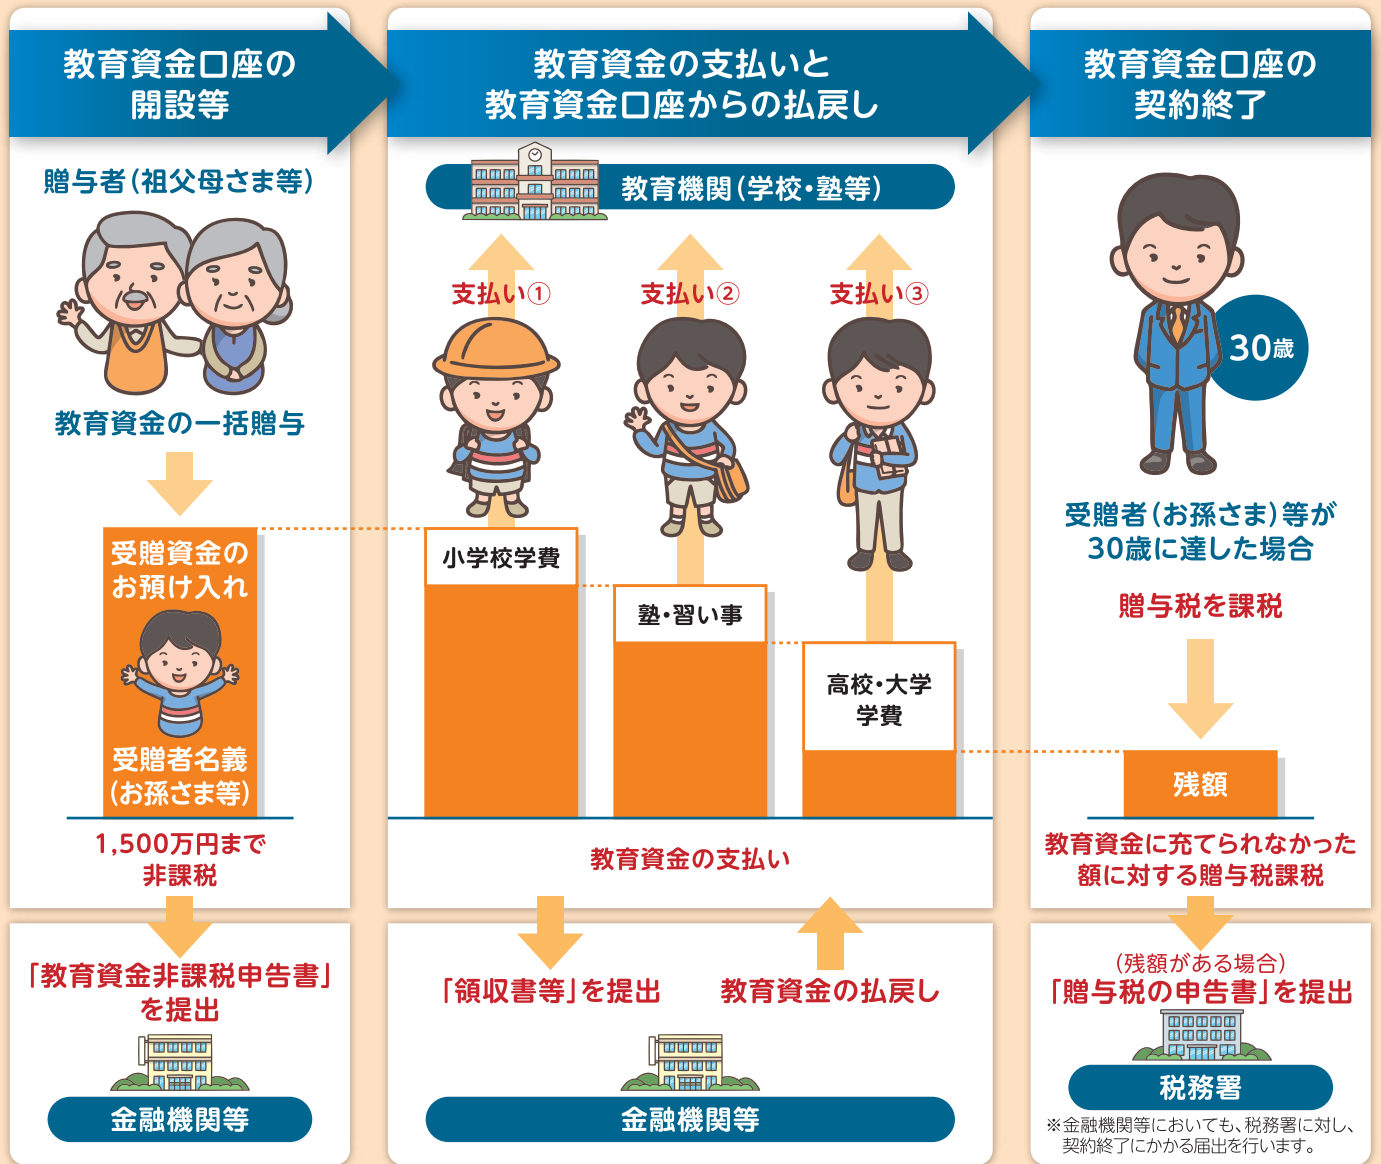 教育資金口座の
開設等
贈与者(祖父母さま等)
教育資金の一括贈与
受贈資金の
お預け入れ
受贈者名義
(お孫さま等)
1,500万円まで
非課税
「教育資金非課税申告書」
を提出
金融機関等
教育資金の支払いと
教育資金口座からの払戻し
教育機関(学校・塾等)
支払い①
支払い②
支払い③
小学校学費
塾・習い事
高校・大学
学費
教育資金の支払い
「領収書等」を提出
教育資金の払戻し
金融機関等
教育資金口座の
契約終了
30歳
受贈者(お孫さま)等が
30歳に達した場合
贈与税を課税
残額
教育資金に充てられなかった
額に対する贈与税課税
(残額がある場合)
「贈与税の申告書」を提出
税務署
※金融機関等においても、税務署に対し、
契約終了にかかる届出を行います。